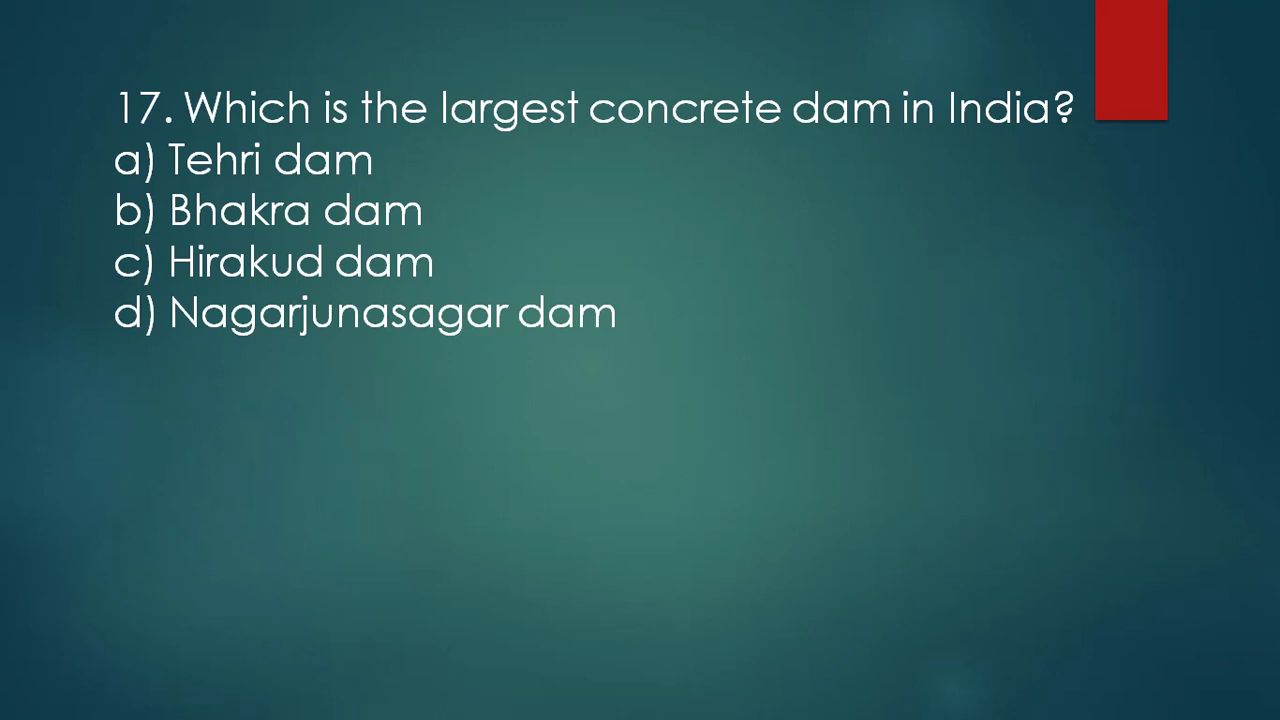 17. Which is the largest concrete dam in India?
a) Tehri dam
b) Bhakra dam
c) Hirakud dam
d) Nagarjunasagar dam